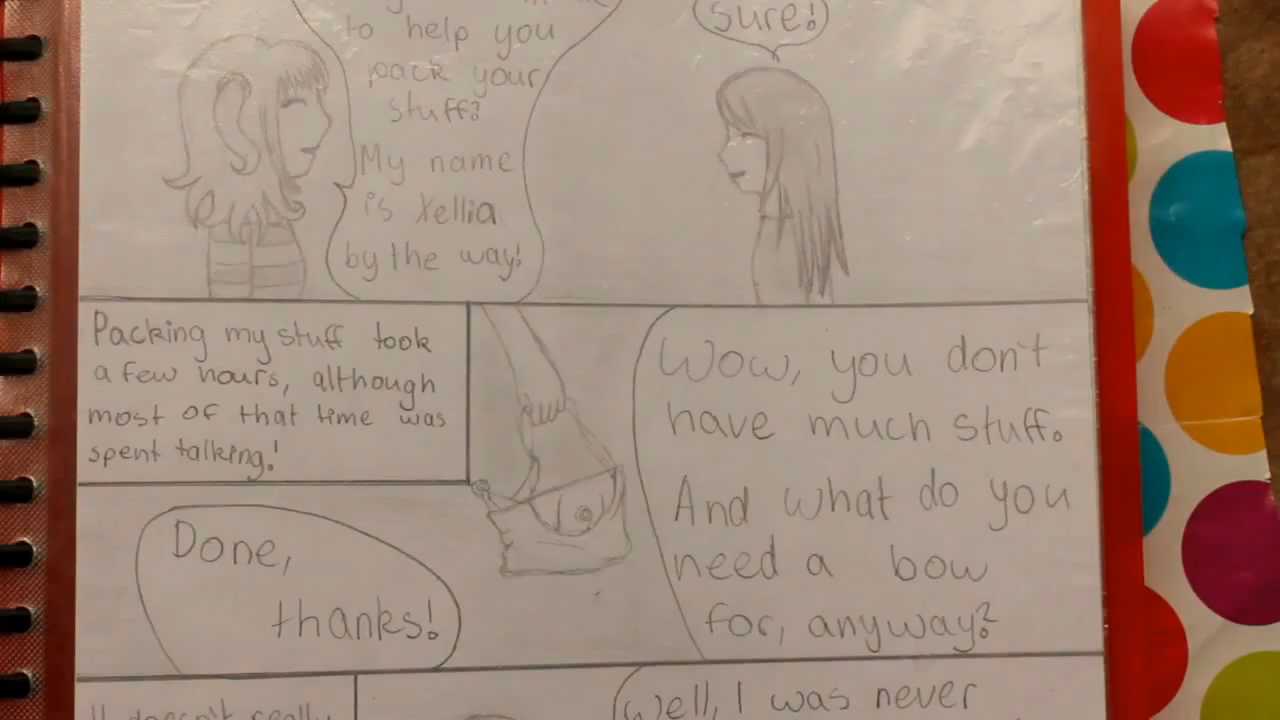 to help you
pack your
stuff?
My name
is Xellia
by the way!
Sure!
Packing my stuff took
a few hours, although
most of that time was
spent talking!
Done,
thanks!
Wow, you don't
have much stuff.
And what do you
need a bow
for, anyway?
doesn't really
Well, I was never